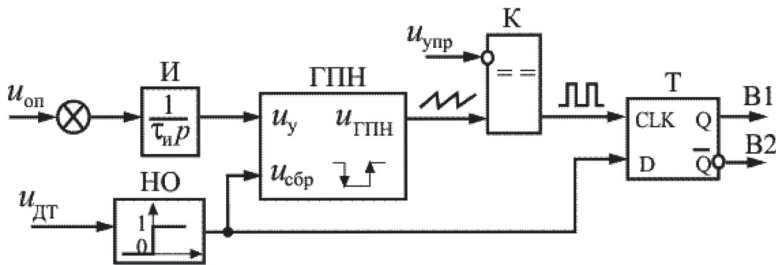 u_упр
К
= =
И
ГПН
u_оп
1
τ_и p
u_у
u_ГПН
u_сбр
Т
CLK
Q
B1
D
Q̅
B2
НО
u_ДТ
1
0